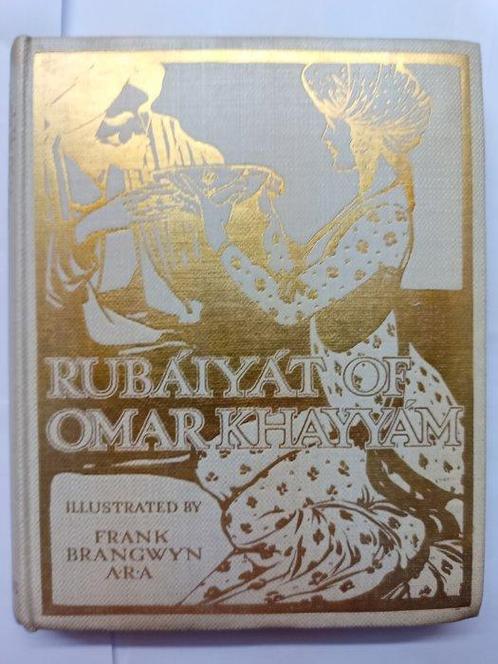 RUBÁIYÁT OF
OMAR KHAYYÁM
ILLUSTRATED BY
FRANK
BRANGWYN
A·R·A